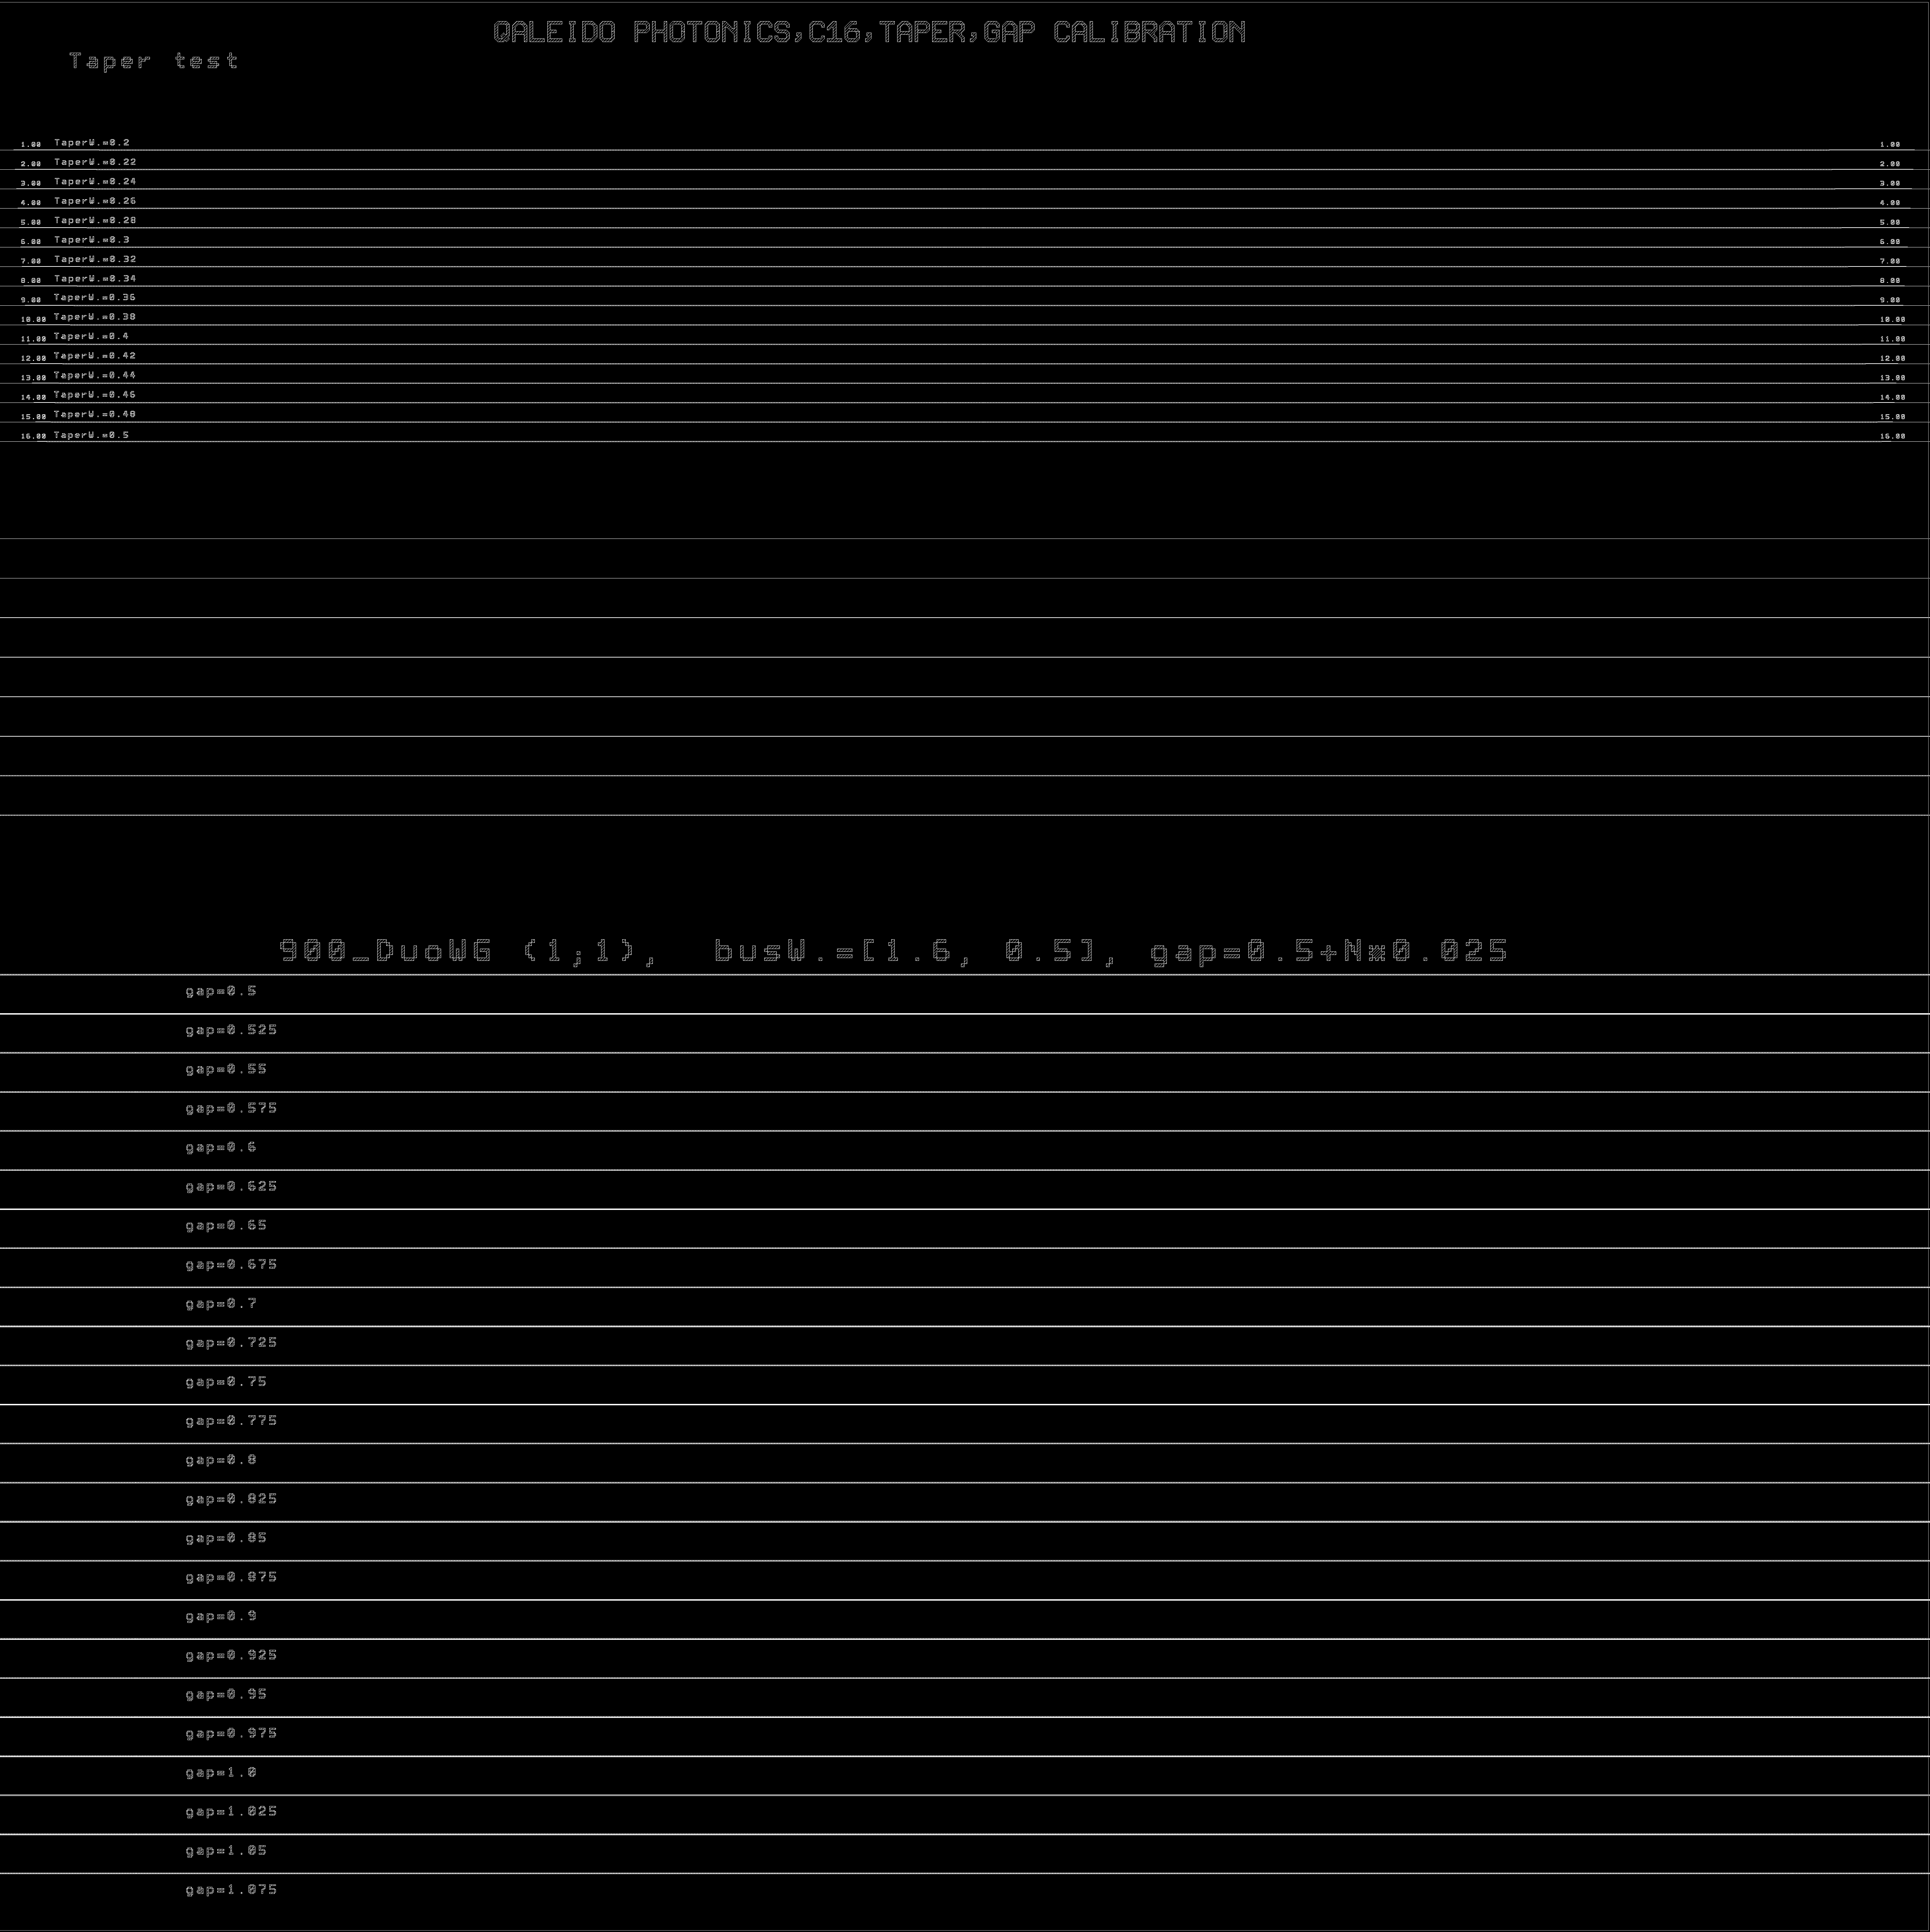 QALEIDO PHOTONICS,C16,TAPER,GAP CALIBRATION
Taper test
1.00 TaperW.=0.2 1.00
2.00 TaperW.=0.22 2.00
3.00 TaperW.=0.24 3.00
4.00 TaperW.=0.26 4.00
5.00 TaperW.=0.28 5.00
6.00 TaperW.=0.3 6.00
7.00 TaperW.=0.32 7.00
8.00 TaperW.=0.34 8.00
9.00 TaperW.=0.36 9.00
10.00 TaperW.=0.38 10.00
11.00 TaperW.=0.4 11.00
12.00 TaperW.=0.42 12.00
13.00 TaperW.=0.44 13.00
14.00 TaperW.=0.46 14.00
15.00 TaperW.=0.48 15.00
16.00 TaperW.=0.5 16.00
900_DuoWG (1;1), busW.=[1.6, 0.5], gap=0.5+N*0.025
gap=0.5
gap=0.525
gap=0.55
gap=0.575
gap=0.6
gap=0.625
gap=0.65
gap=0.675
gap=0.7
gap=0.725
gap=0.75
gap=0.775
gap=0.8
gap=0.825
gap=0.85
gap=0.875
gap=0.9
gap=0.925
gap=0.95
gap=0.975
gap=1.0
gap=1.025
gap=1.05
gap=1.075